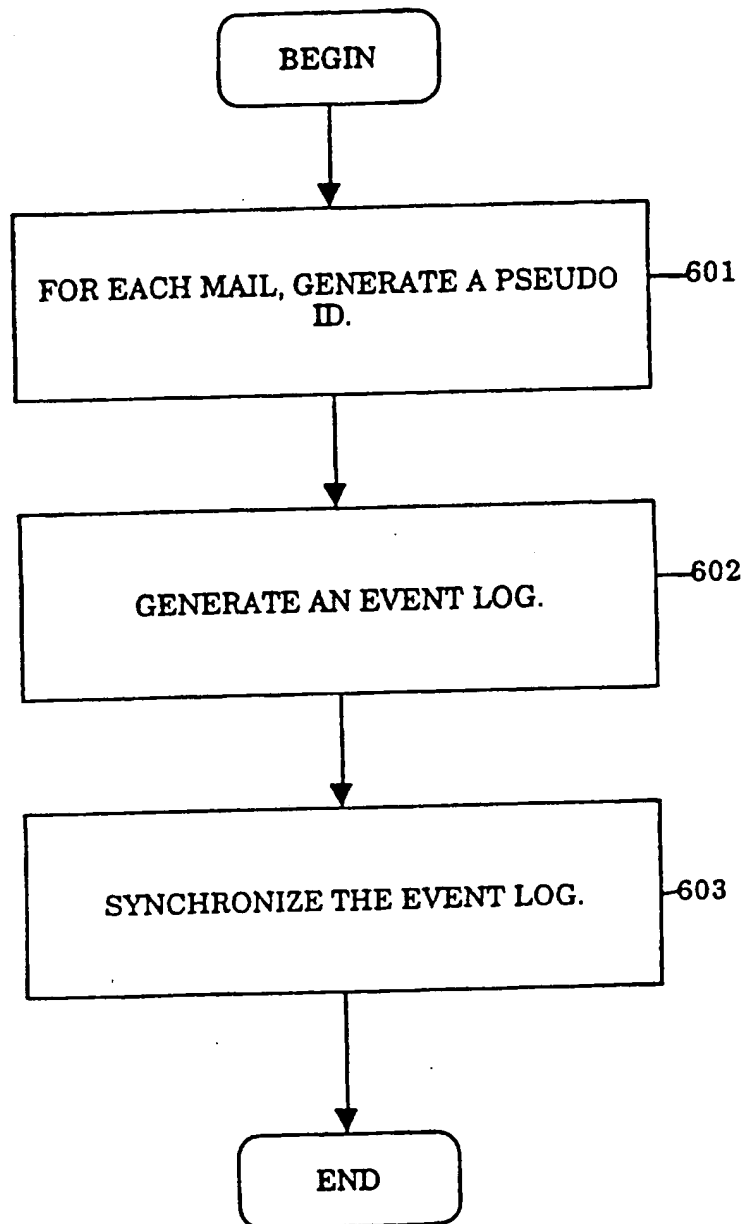 BEGIN
FOR EACH MAIL, GENERATE A PSEUDO
ID.
601
GENERATE AN EVENT LOG.
602
SYNCHRONIZE THE EVENT LOG.
603
END